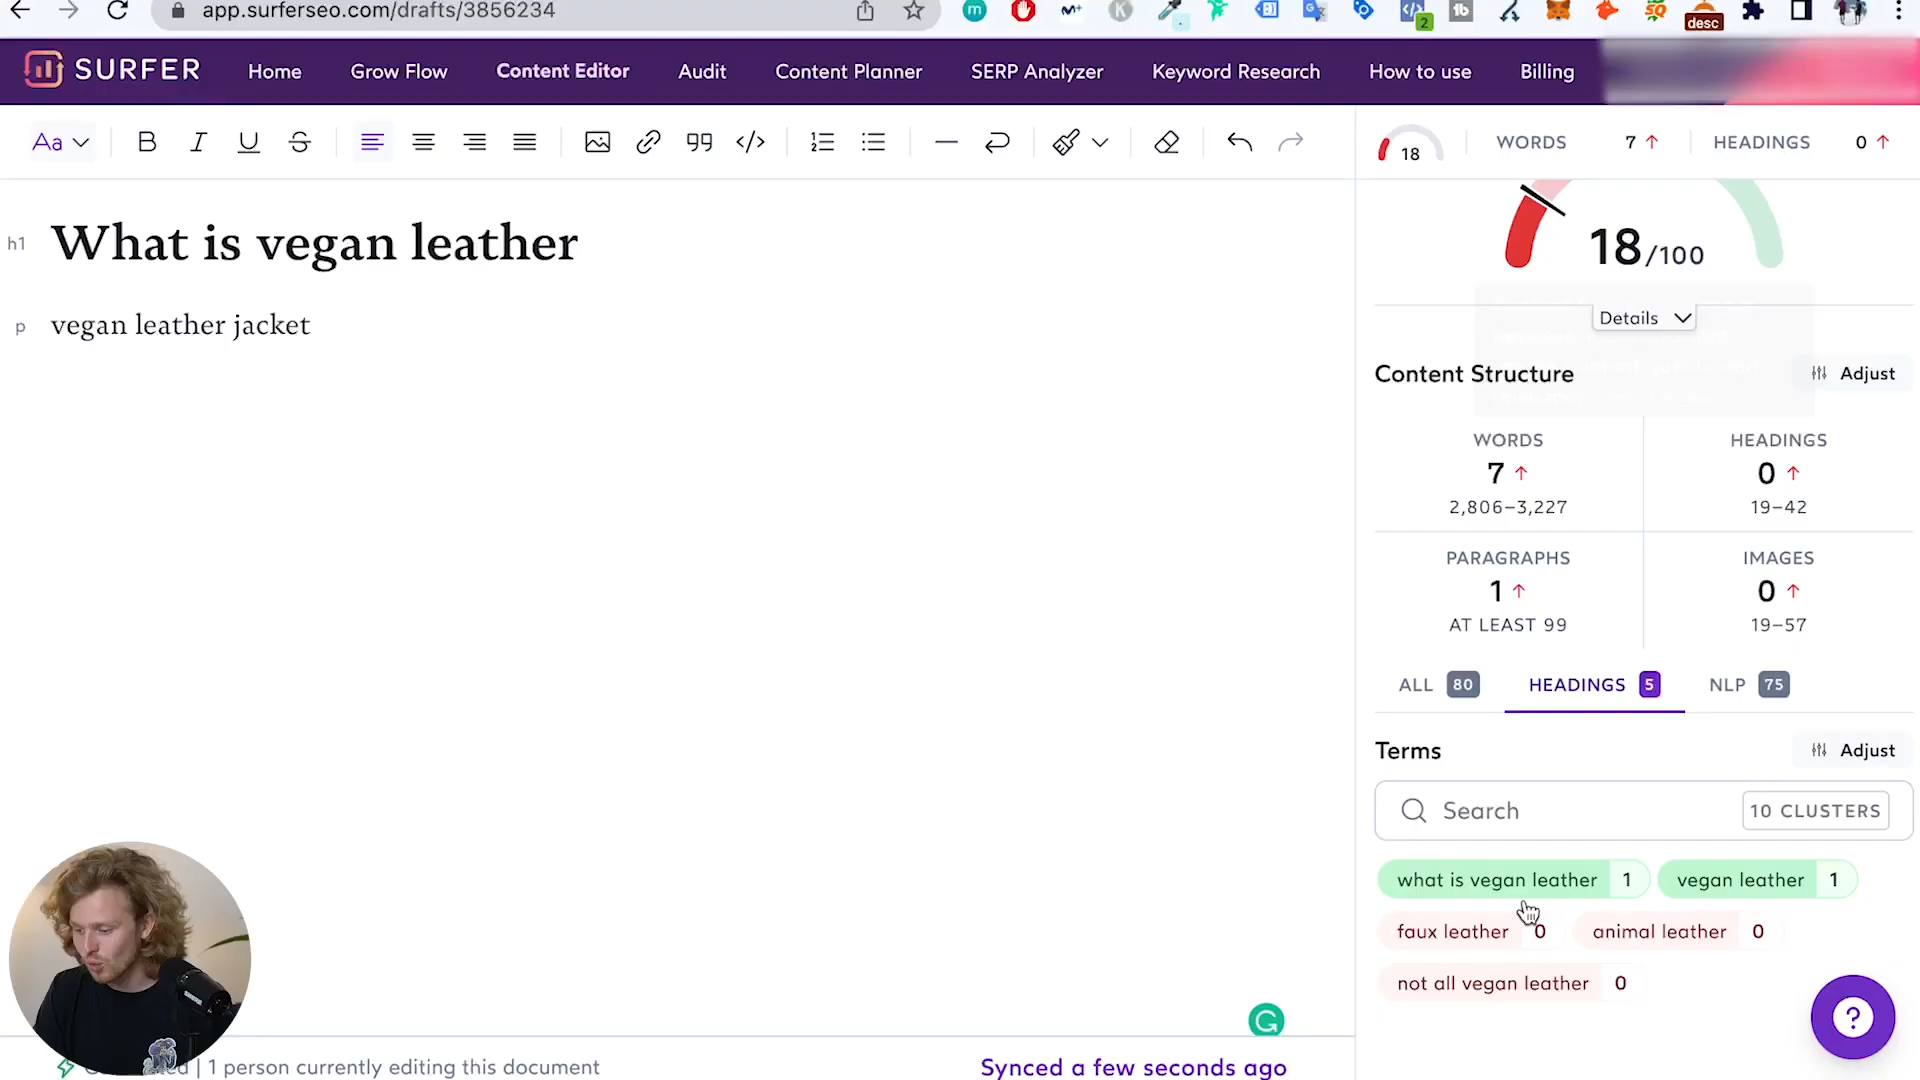 app.surferseo.com/drafts/3856234
desc
2
SURFER
Home
Grow Flow
Content Editor
Audit
Content Planner
SERP Analyzer
Keyword Research
How to use
Billing
Aa
18
WORDS 7
HEADINGS 0
h1 What is vegan leather
p vegan leather jacket
18/100
Details
Content Structure
Adjust
WORDS
7
2,806–3,227
HEADINGS
0
19–42
PARAGRAPHS
1
AT LEAST 99
IMAGES
0
19–57
ALL 80
HEADINGS 5
NLP 75
Terms
Adjust
Search
10 CLUSTERS
what is vegan leather 1
vegan leather 1
faux leather 0
animal leather 0
not all vegan leather 0
?
| 1 person currently editing this document
Synced a few seconds ago